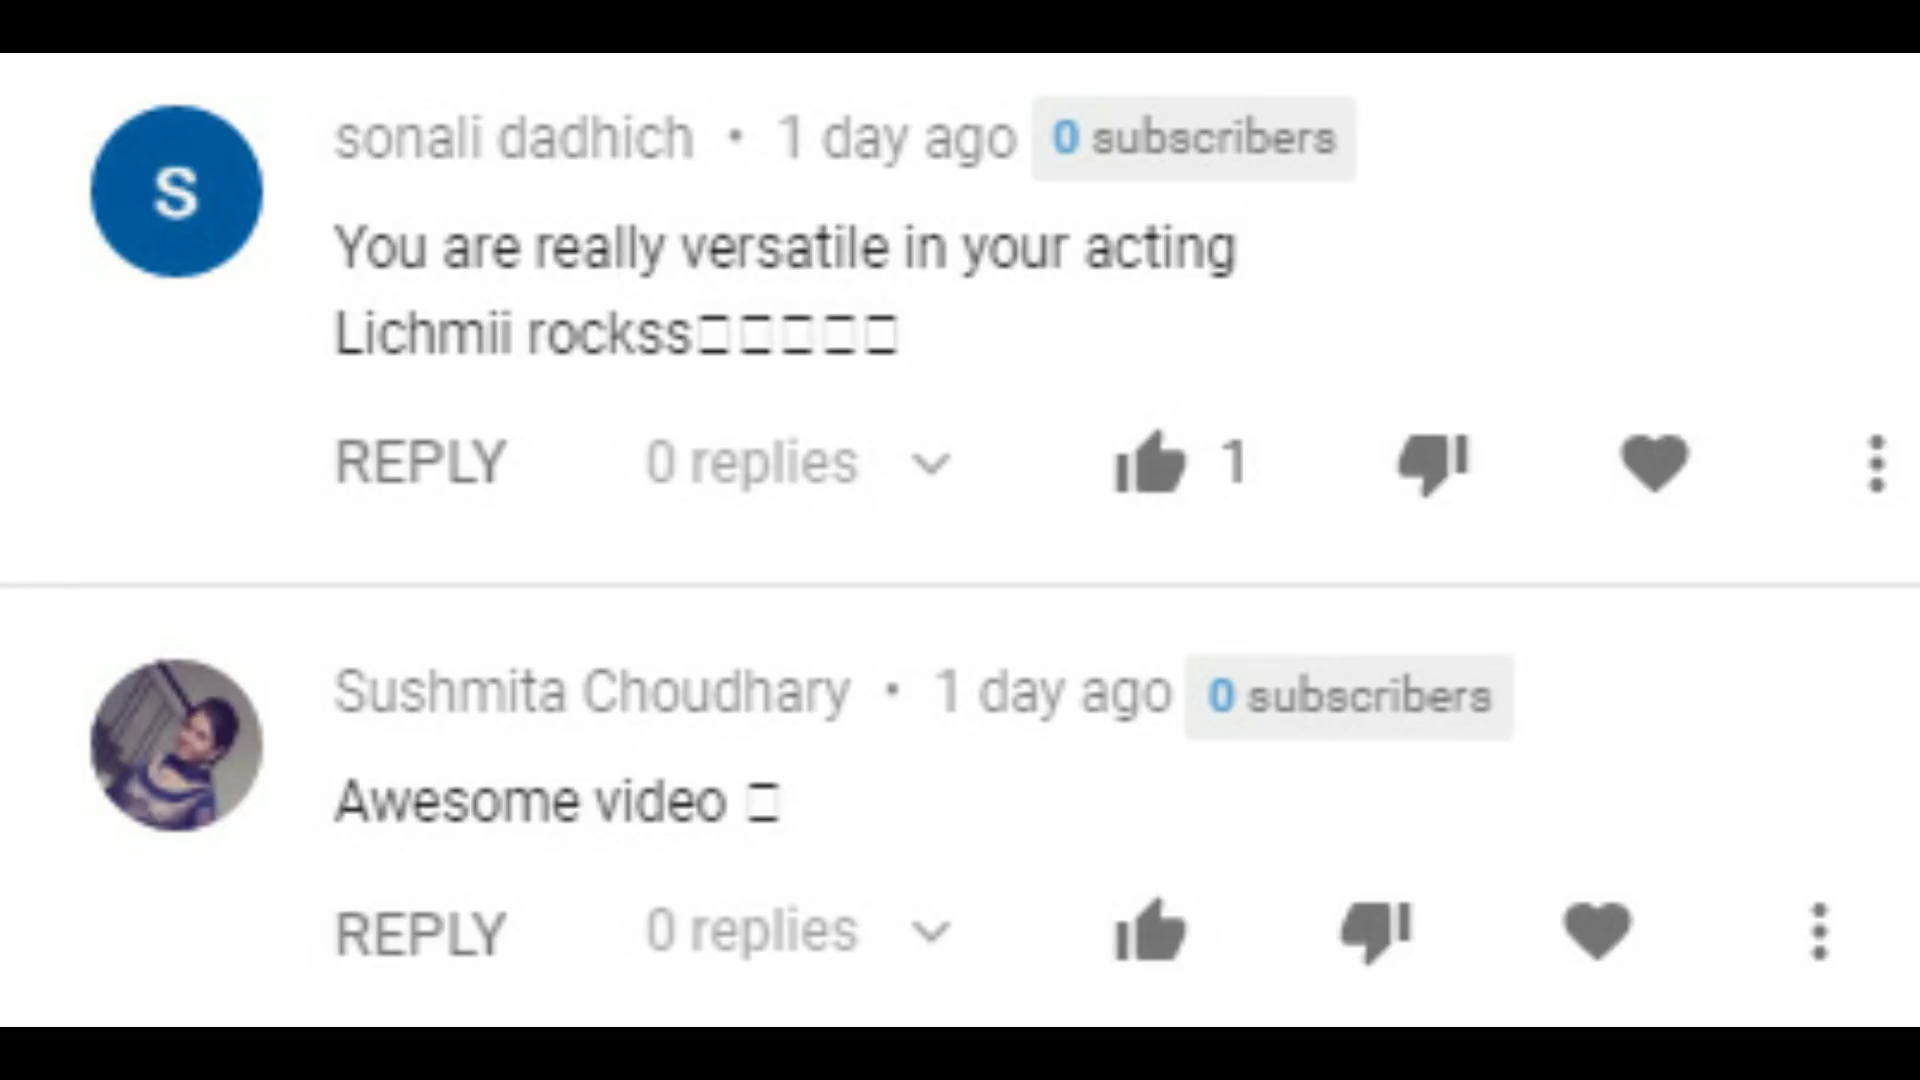 S
sonali dadhich • 1 day ago 0 subscribers
You are really versatile in your acting
Lichmii rockss□□□□□
REPLY 0 replies 1
Sushmita Choudhary • 1 day ago 0 subscribers
Awesome video □
REPLY 0 replies